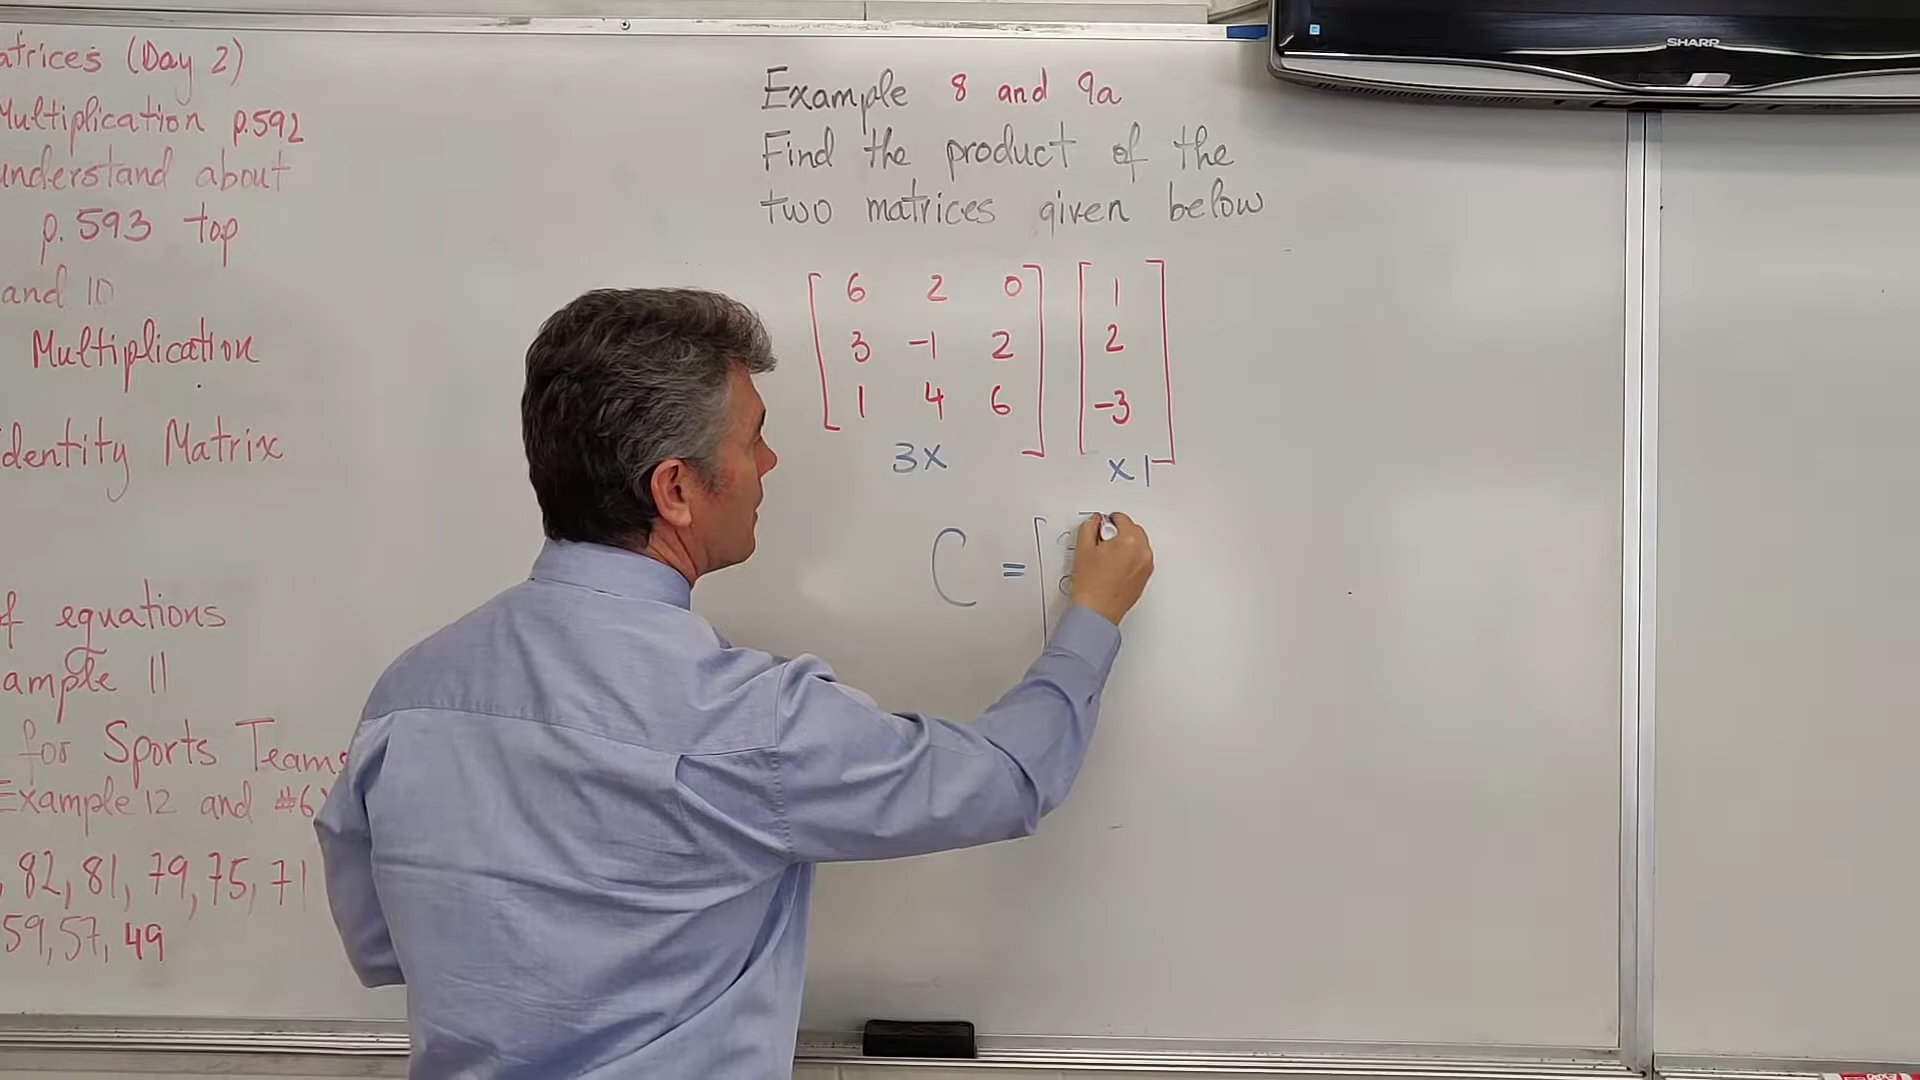 atrices (Day 2)
Multiplication p.592
understand about
p.593 top
and 10
Multiplication
dentity Matrix
f equations
ample 11
for Sports Teams
Example 12 and #6
, 82, 81, 79, 75, 71
59, 57, 49
Example 8 and 9a
Find the product of the
two matrices given below
6 2 0 1
3 -1 2 2
1 4 6 -3
3x x1
C =
SHARP